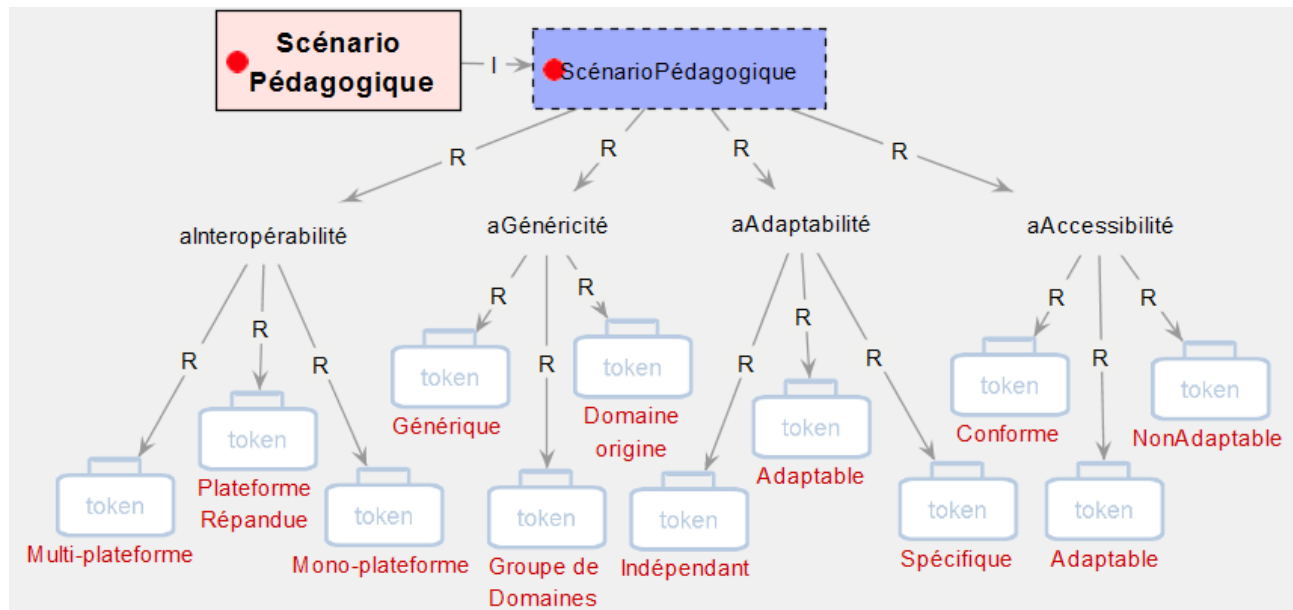 Scénario
Pédagogique
I
ScénarioPédagogique
R
R
R
R
aInteropérabilité
aGénéricité
aAdaptabilité
aAccessibilité
R
R
R
R
R
R
R
R
R
R
R
R
token
Multi-plateforme
token
Plateforme
Répandue
token
Mono-plateforme
token
Générique
token
Groupe de
Domaines
token
Domaine
origine
token
Indépendant
token
Adaptable
token
Spécifique
token
Conforme
token
Adaptable
token
NonAdaptable